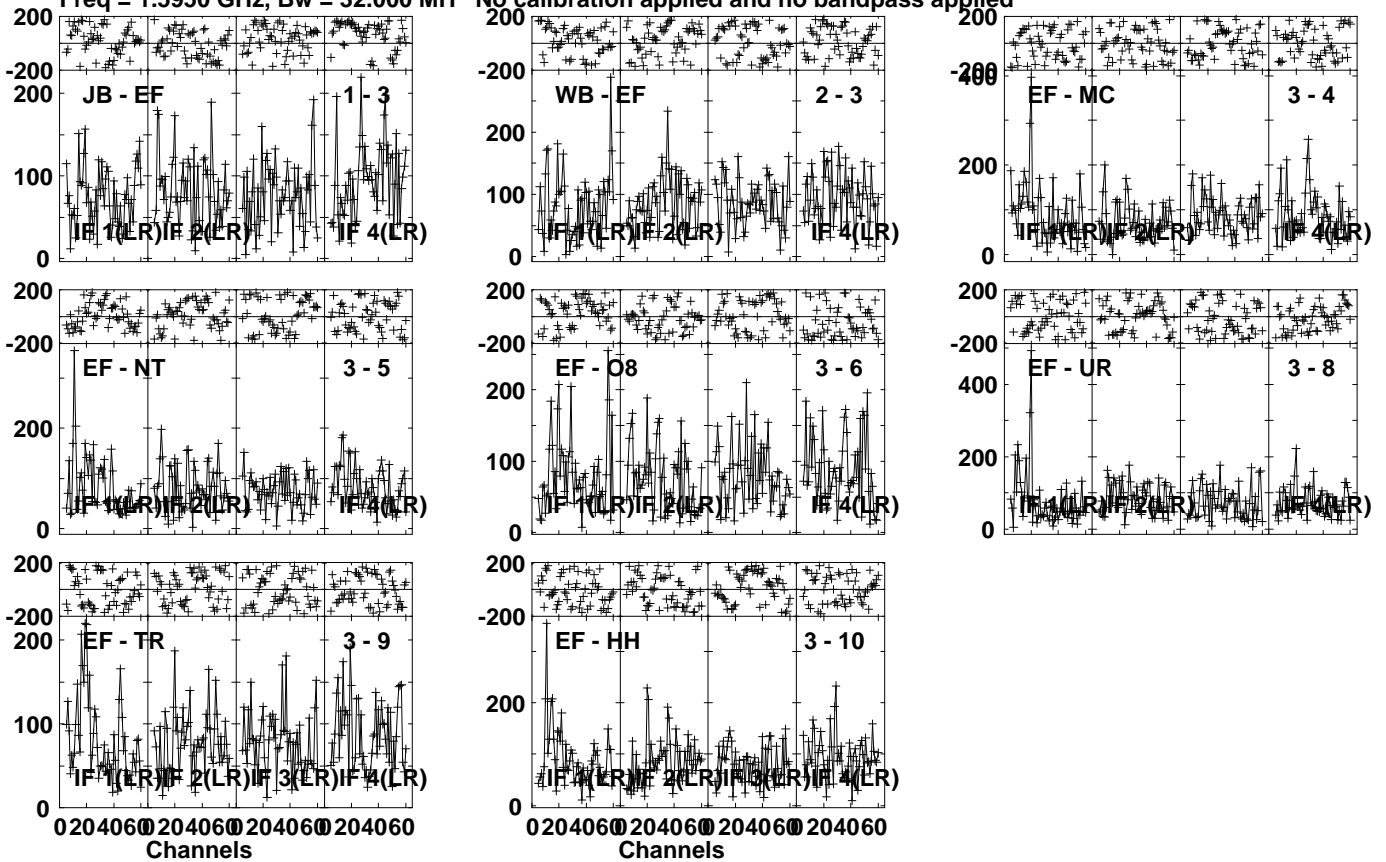 Freq = 1.5950 GHz, Bw = 32.000 MH No calibration applied and no bandpass applied
200
-200
200
100
0
JB - EF 1 - 3
IF 1(LR) IF 2(LR) IF 4(LR)
200
-200
200
100
0
WB - EF 2 - 3
IF 1(LR) IF 2(LR) IF 4(LR)
200
-200
400
200
0
EF - MC 3 - 4
IF 1(LR) IF 2(LR) IF 4(LR)
200
-200
200
0
EF - NT 3 - 5
IF 1(LR) IF 2(LR) IF 4(LR)
200
-200
200
100
0
EF - O8 3 - 6
IF 1(LR) IF 2(LR) IF 4(LR)
200
-200
400
200
0
EF - UR 3 - 8
IF 1(LR) IF 2(LR) IF 4(LR)
200
-200
200
100
0
EF - TR 3 - 9
IF 1(LR) IF 2(LR) IF 3(LR) IF 4(LR)
0 20 40 60 0 20 40 60 0 20 40 60 0 20 40 60
Channels
200
-200
200
0
EF - HH 3 - 10
IF 1(LR) IF 2(LR) IF 3(LR) IF 4(LR)
0 20 40 60 0 20 40 60 0 20 40 60 0 20 40 60
Channels